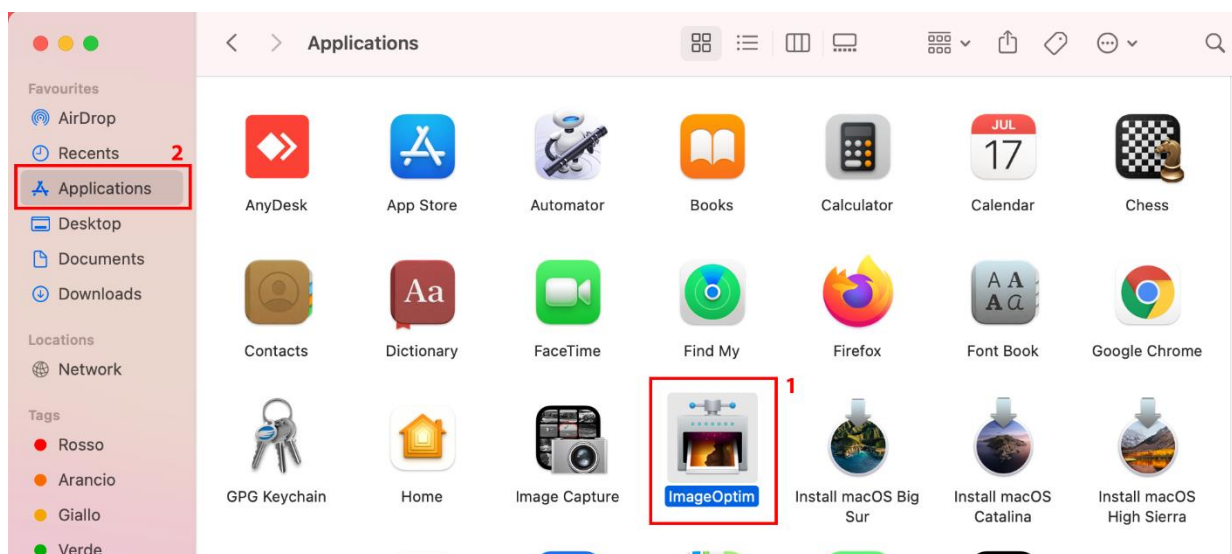 Applications
Favourites
AirDrop
Recents
2
Applications
Desktop
Documents
Downloads
Locations
Network
Tags
Rosso
Arancio
Giallo
Verde
JUL
17
AnyDesk
App Store
Automator
Books
Calculator
Calendar
Chess
Aa
A A
A a
Contacts
Dictionary
FaceTime
Find My
Firefox
Font Book
Google Chrome
1
GPG Keychain
Home
Image Capture
ImageOptim
Install macOS Big
Sur
Install macOS
Catalina
Install macOS
High Sierra